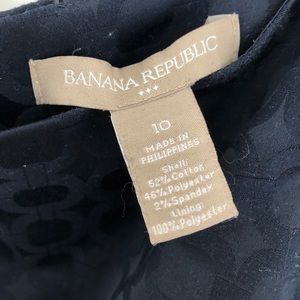 BANANA REPUBLIC
10
MADE IN
PHILIPPINES
Shell:
52% Cotton
46% Polyester
2% Spandex
Lining:
100% Polyester